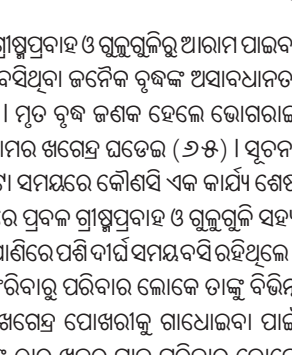 ଗ୍ରୀଷ୍ମପ୍ରବାହ ଓ ଗୁଳୁଗୁଳିରୁ ଆରାମ ପାଇବ
ବସିଥିବା ଜନୈକ ବୃଦ୍ଧଙ୍କ ଅସାବଧାନତ
। ମୃତ ବୃଦ୍ଧ ଜଣକ ହେଲେ ଭୋଗରାଇ
ାମର ଖଗେନ୍ଦ୍ର ଘଡେଇ (୬୫) । ସୂଚନ
ଟା ସମୟରେ କୌଣସି ଏକ କାର୍ଯ୍ୟ ଶେଷ
ରେ ପ୍ରବଳ ଗ୍ରୀଷ୍ମପ୍ରବାହ ଓ ଗୁଳୁଗୁଳି ସହ୍ୟ
ପାଣିରେ ପଶି ଦୀର୍ଘ ସମୟ ବସି ରହିଥିଲେ
ରିବାରୁ ପରିବାର ଲୋକେ ତାଙ୍କୁ ବିଭିନ୍ନ
ଖଗେନ୍ଦ୍ର ପୋଖରୀକୁ ଗାଧୋଇବା ପାଇଁ